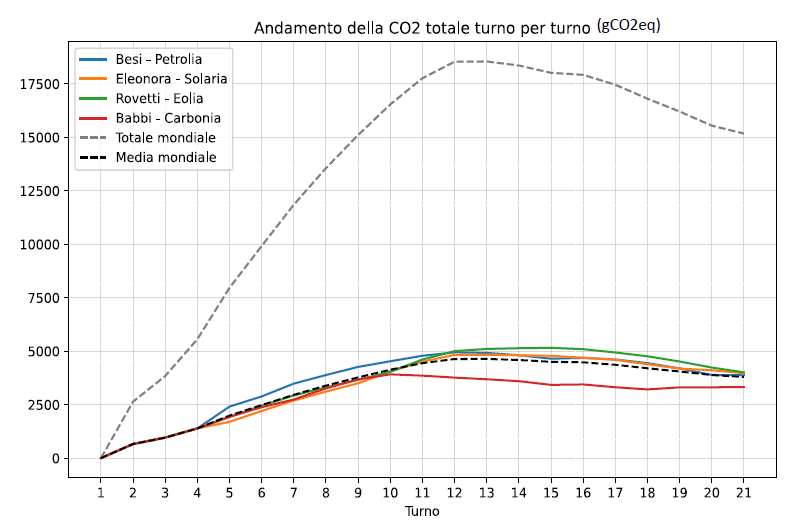 Andamento della CO2 totale turno per turno (gCO2eq)
Besi - Petrolia
Eleonora - Solaria
Rovetti - Eolia
Babbi - Carbonia
Totale mondiale
Media mondiale
17500
15000
12500
10000
7500
5000
2500
0
1 2 3 4 5 6 7 8 9 10 11 12 13 14 15 16 17 18 19 20 21
Turno